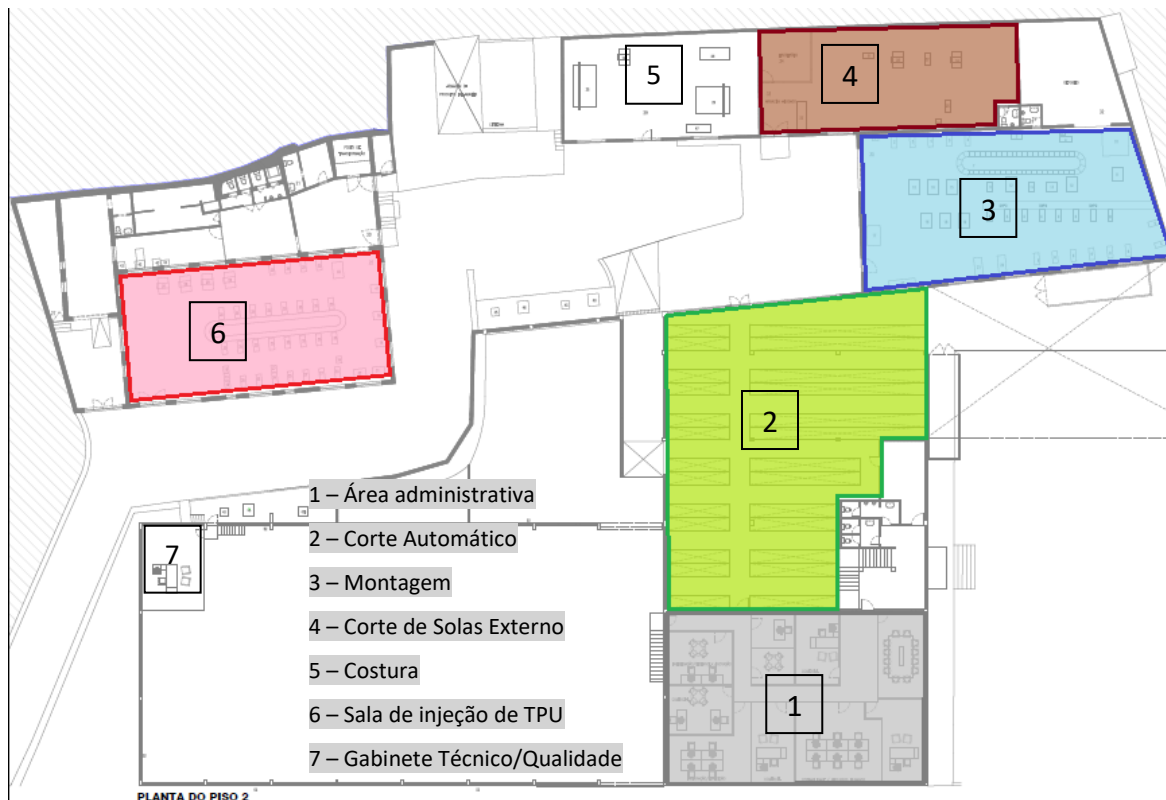 5
4
3
6
2
1 – Área administrativa
2 – Corte Automático
7
3 – Montagem
4 – Corte de Solas Externo
5 – Costura
6 – Sala de injeção de TPU
1
7 – Gabinete Técnico/Qualidade
PLANTA DO PISO 2